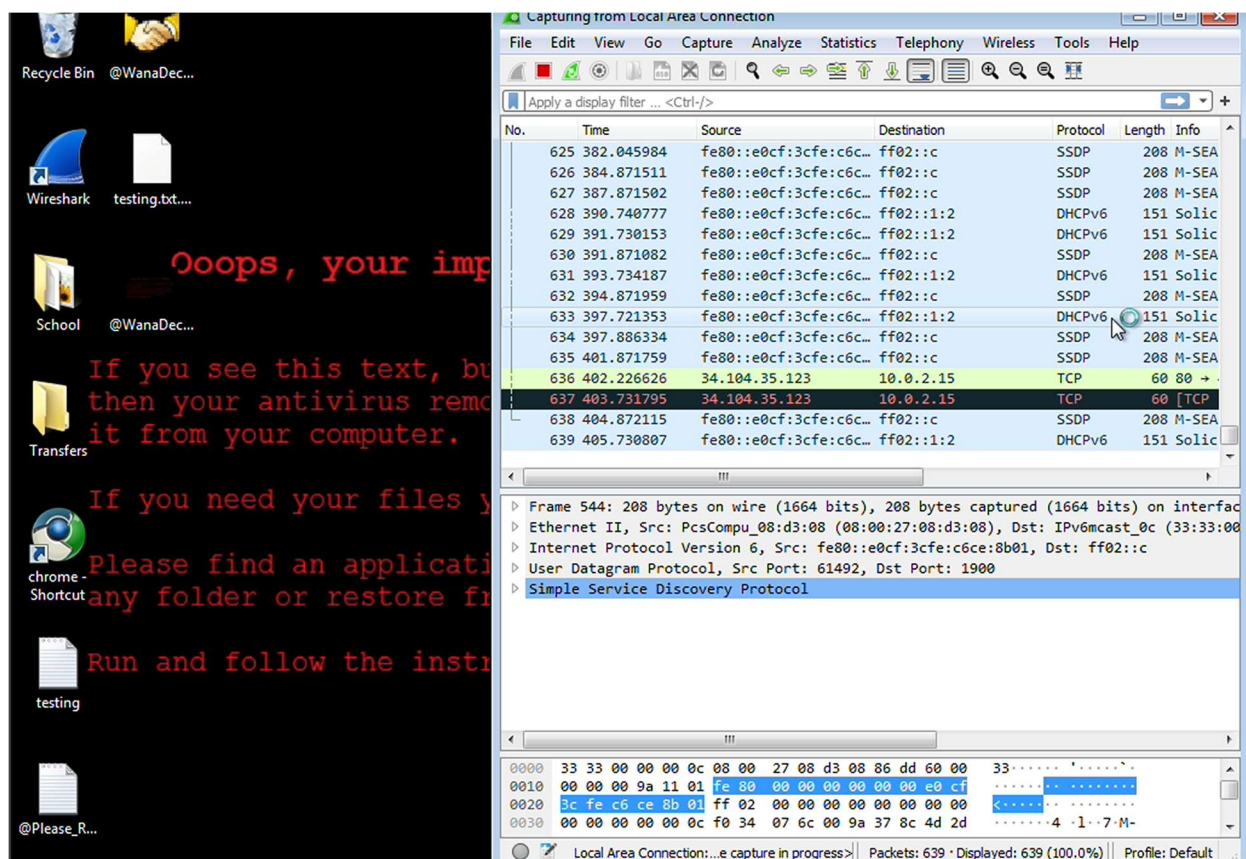 Recycle Bin
@WanaDec...
Wireshark
testing.txt....
Ooops, your imp
School
@WanaDec...
If you see this text, bu
then your antivirus remo
it from your computer.
Transfers
If you need your files y
chrome -
Shortcut
Please find an applicati
any folder or restore fr
Run and follow the instr
testing
@Please_R...
Capturing from Local Area Connection
File Edit View Go Capture Analyze Statistics Telephony Wireless Tools Help
Apply a display filter ... <Ctrl-/>
No. Time Source Destination Protocol Length Info
625 382.045984 fe80::e0cf:3cfe:c6c… ff02::c SSDP 208 M-SEA
626 384.871511 fe80::e0cf:3cfe:c6c… ff02::c SSDP 208 M-SEA
627 387.871502 fe80::e0cf:3cfe:c6c… ff02::c SSDP 208 M-SEA
628 390.740777 fe80::e0cf:3cfe:c6c… ff02::1:2 DHCPv6 151 Solic
629 391.730153 fe80::e0cf:3cfe:c6c… ff02::1:2 DHCPv6 151 Solic
630 391.871082 fe80::e0cf:3cfe:c6c… ff02::c SSDP 208 M-SEA
631 393.734187 fe80::e0cf:3cfe:c6c… ff02::1:2 DHCPv6 151 Solic
632 394.871959 fe80::e0cf:3cfe:c6c… ff02::c SSDP 208 M-SEA
633 397.721353 fe80::e0cf:3cfe:c6c… ff02::1:2 DHCPv6 151 Solic
634 397.886334 fe80::e0cf:3cfe:c6c… ff02::c SSDP 208 M-SEA
635 401.871759 fe80::e0cf:3cfe:c6c… ff02::c SSDP 208 M-SEA
636 402.226626 34.104.35.123 10.0.2.15 TCP 60 80 →
637 403.731795 34.104.35.123 10.0.2.15 TCP 60 [TCP
638 404.872115 fe80::e0cf:3cfe:c6c… ff02::c SSDP 208 M-SEA
639 405.730807 fe80::e0cf:3cfe:c6c… ff02::1:2 DHCPv6 151 Solic
Frame 544: 208 bytes on wire (1664 bits), 208 bytes captured (1664 bits) on interfac
Ethernet II, Src: PcsCompu_08:d3:08 (08:00:27:08:d3:08), Dst: IPv6mcast_0c (33:33:00
Internet Protocol Version 6, Src: fe80::e0cf:3cfe:c6ce:8b01, Dst: ff02::c
User Datagram Protocol, Src Port: 61492, Dst Port: 1900
Simple Service Discovery Protocol
0000 33 33 00 00 00 0c 08 00 27 08 d3 08 86 dd 60 00 33······ '·····`·
0010 00 00 00 9a 11 01 fe 80 00 00 00 00 00 00 e0 cf ········ ········
0020 3c fe c6 ce 8b 01 ff 02 00 00 00 00 00 00 00 00 <······· ········
0030 00 00 00 00 00 0c f0 34 07 6c 00 9a 37 8c 4d 2d ·······4 ·l··7·M-
Local Area Connection:...e capture in progress> Packets: 639 · Displayed: 639 (100.0%) Profile: Default